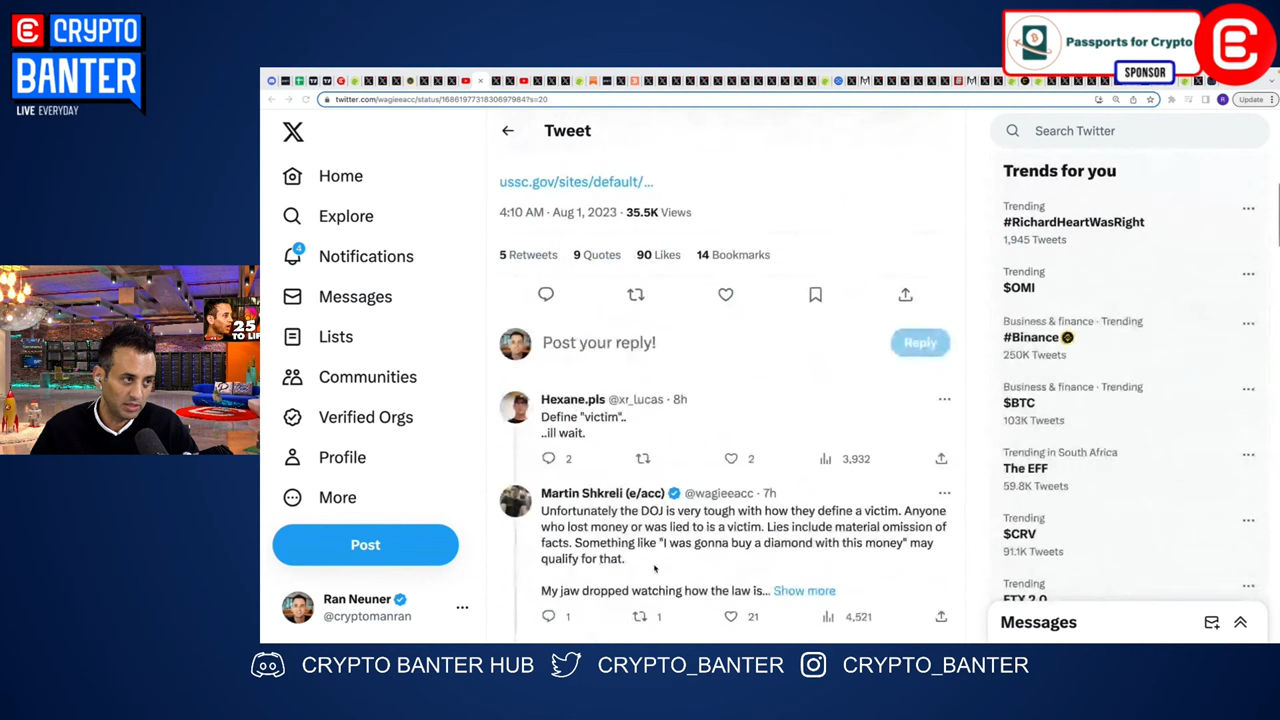 CRYPTO
BANTER
LIVE EVERYDAY
Passports for Crypto
SPONSOR
twitter.com/wagieeacc/status/1686197731830697984?s=20
Update
Tweet
Search Twitter
Home
Explore
4
Notifications
Messages
Lists
Communities
Verified Orgs
Profile
More
Post
Ran Neuner
@cryptomanran
ussc.gov/sites/default/...
4:10 AM · Aug 1, 2023 · 35.5K Views
5 Retweets 9 Quotes 90 Likes 14 Bookmarks
Post your reply!
Reply
Hexane.pls @xr_lucas · 8h
Define "victim"..
..ill wait.
2 2 3,932
Martin Shkreli (e/acc) @wagieeacc · 7h
Unfortunately the DOJ is very tough with how they define a victim. Anyone
who lost money or was lied to is a victim. Lies include material omission of
facts. Something like "I was gonna buy a diamond with this money" may
qualify for that.
My jaw dropped watching how the law is... Show more
1 1 21 4,521
Trends for you
Trending
#RichardHeartWasRight
1,945 Tweets
Trending
$OMI
Business & finance · Trending
#Binance
250K Tweets
Business & finance · Trending
$BTC
103K Tweets
Trending in South Africa
The EFF
59.8K Tweets
Trending
$CRV
91.1K Tweets
Trending
FTX 2.0
Messages
25
TO LIF
CRYPTO BANTER HUB CRYPTO_BANTER CRYPTO_BANTER